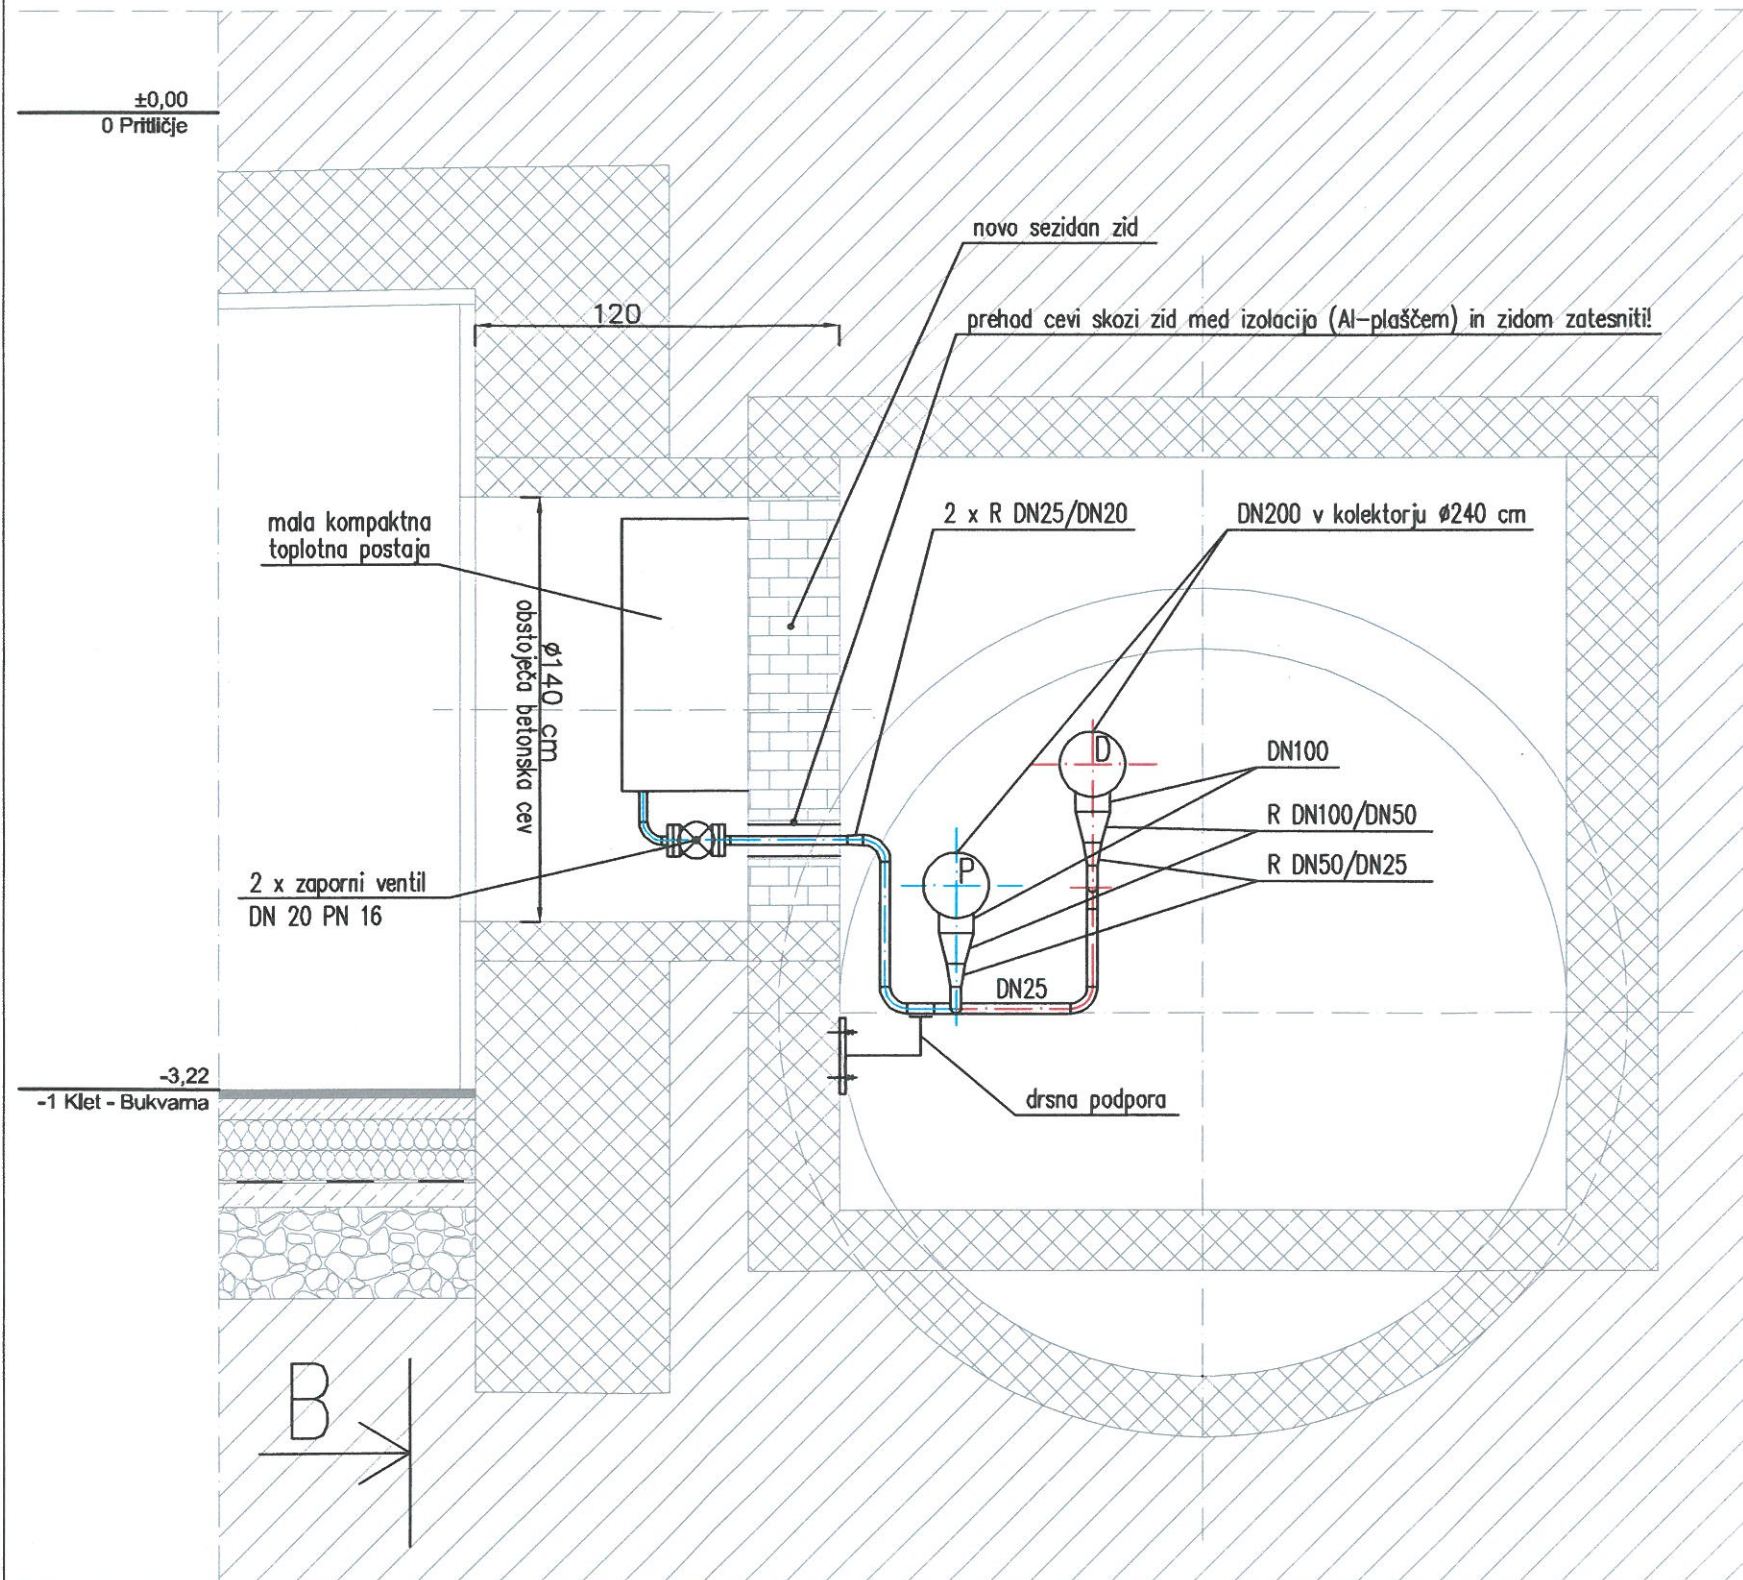 ±0,00
0 Pritličje
novo sezidan zid
120
prehod cevi skozi zid med izolacijo (Al-plaščem) in zidom zatesniti!
mala kompaktna
toplotna postaja
2 x R DN25/DN20
DN200 v kolektorju ø240 cm
ø140 cm
obstoječa betonska cev
D
DN100
R DN100/DN50
P
R DN50/DN25
2 x zaporni ventil
DN 20 PN 16
DN25
-3,22
-1 Klet - Bukvarna
drsna podpora
B